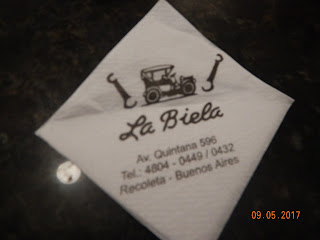 La Biela
Av. Quintana 596
Tel.: 4804 - 0449 / 0432
Recoleta - Buenos Aires
09.05.2017